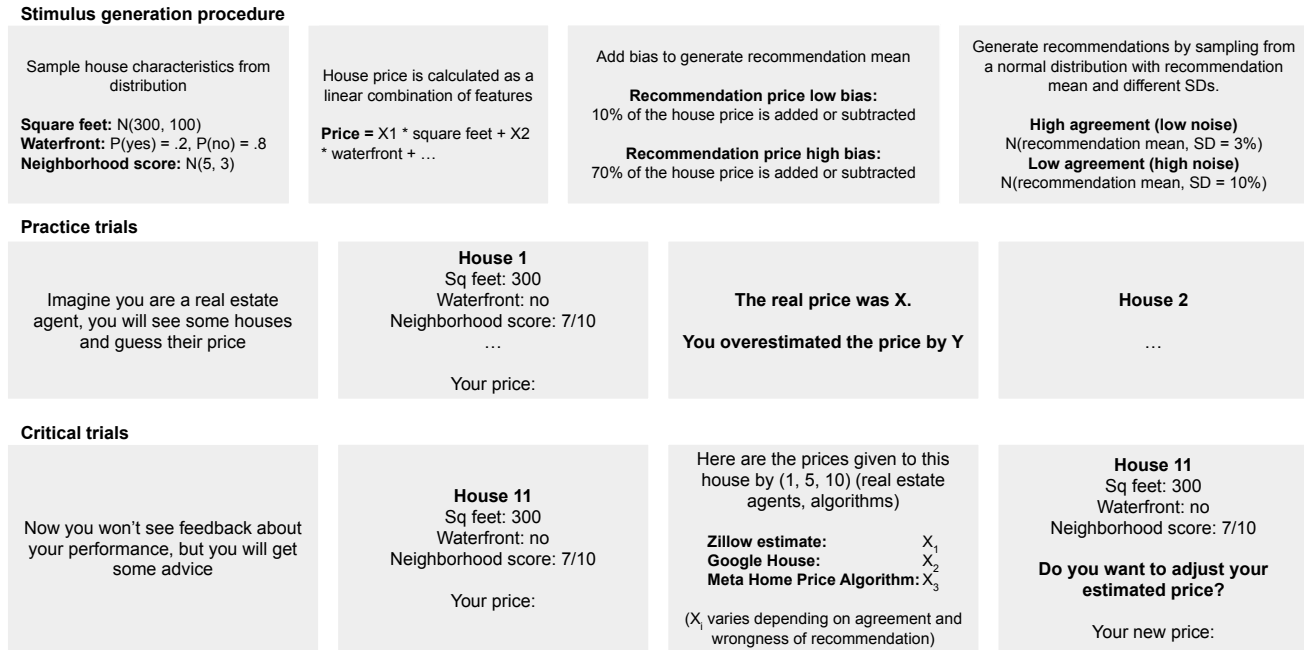 Stimulus generation procedure
Sample house characteristics from
distribution
Square feet: N(300, 100)
Waterfront: P(yes) = .2, P(no) = .8
Neighborhood score: N(5, 3)
House price is calculated as a
linear combination of features
Price = X1 * square feet + X2
* waterfront + …
Add bias to generate recommendation mean
Recommendation price low bias:
10% of the house price is added or subtracted
Recommendation price high bias:
70% of the house price is added or subtracted
Generate recommendations by sampling from
a normal distribution with recommendation
mean and different SDs.
High agreement (low noise)
N(recommendation mean, SD = 3%)
Low agreement (high noise)
N(recommendation mean, SD = 10%)
Practice trials
Imagine you are a real estate
agent, you will see some houses
and guess their price
House 1
Sq feet: 300
Waterfront: no
Neighborhood score: 7/10
…
Your price:
The real price was X.
You overestimated the price by Y
House 2
…
Critical trials
Now you won’t see feedback about
your performance, but you will get
some advice
House 11
Sq feet: 300
Waterfront: no
Neighborhood score: 7/10
Your price:
Here are the prices given to this
house by (1, 5, 10) (real estate
agents, algorithms)
Zillow estimate: X₁
Google House: X₂
Meta Home Price Algorithm: X₃
(Xᵢ varies depending on agreement and
wrongness of recommendation)
House 11
Sq feet: 300
Waterfront: no
Neighborhood score: 7/10
Do you want to adjust your
estimated price?
Your new price: